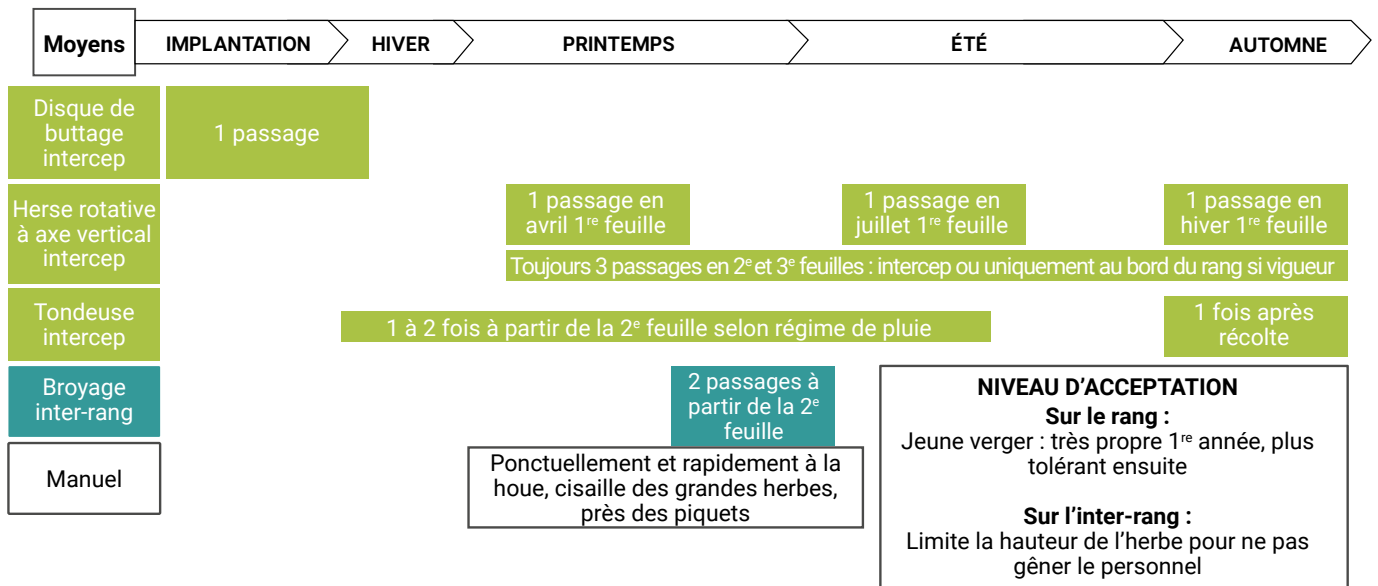 Moyens
IMPLANTATION
HIVER
PRINTEMPS
ÉTÉ
AUTOMNE
Disque de
buttage
intercep
1 passage
Herse rotative
à axe vertical
intercep
1 passage en
avril 1re feuille
1 passage en
juillet 1re feuille
1 passage en
hiver 1re feuille
Toujours 3 passages en 2e et 3e feuilles : intercep ou uniquement au bord du rang si vigueur
Tondeuse
intercep
1 à 2 fois à partir de la 2e feuille selon régime de pluie
1 fois après
récolte
Broyage
inter-rang
2 passages à
partir de la 2e
feuille
Manuel
Ponctuellement et rapidement à la
houe, cisaille des grandes herbes,
près des piquets
NIVEAU D’ACCEPTATION
Sur le rang :
Jeune verger : très propre 1re année, plus
tolérant ensuite
Sur l’inter-rang :
Limite la hauteur de l’herbe pour ne pas
gêner le personnel